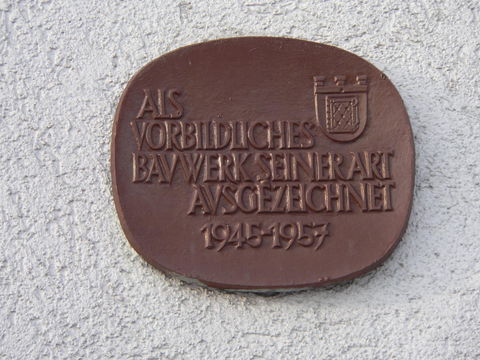 ALS
VORBILDLICHES
BAVWERK SEINER ART
AVSGEZEICHNET
1945-1957